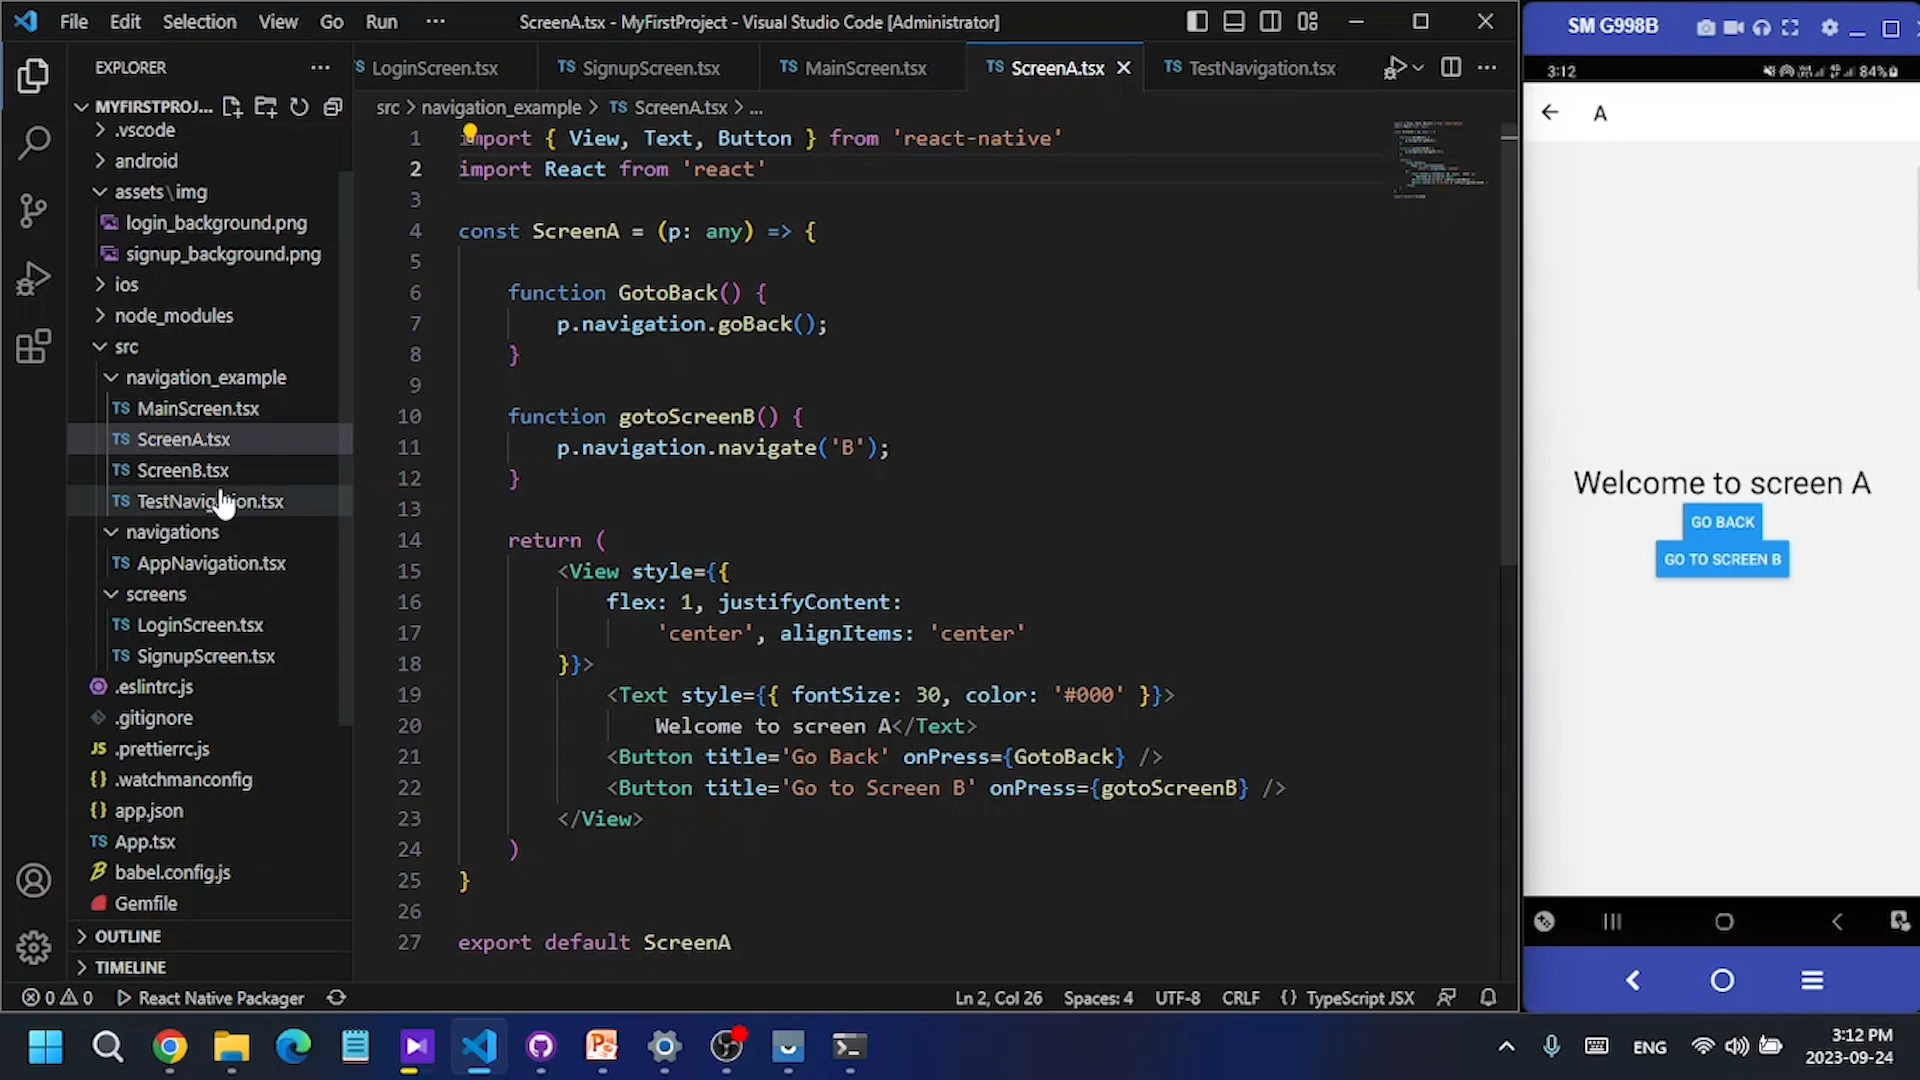 File Edit Selection View Go Run ···
ScreenA.tsx - MyFirstProject - Visual Studio Code [Administrator]
EXPLORER
MYFIRSTPROJ...
.vscode
android
assets\img
login_background.png
signup_background.png
ios
node_modules
src
navigation_example
MainScreen.tsx
ScreenA.tsx
ScreenB.tsx
navigations
AppNavigation.tsx
screens
LoginScreen.tsx
SignupScreen.tsx
.eslintrc.js
.gitignore
.prettierrc.js
.watchmanconfig
app.json
App.tsx
babel.config.js
Gemfile
OUTLINE
TIMELINE
LoginScreen.tsx SignupScreen.tsx MainScreen.tsx ScreenA.tsx TestNavigation.tsx
src > navigation_example > TS ScreenA.tsx > ...
1 import { View, Text, Button } from 'react-native'
2 import React from 'react'
3
4 const ScreenA = (p: any) => {
5
6 function GotoBack() {
7 p.navigation.goBack();
8 }
9
10 function gotoScreenB() {
11 p.navigation.navigate('B');
12 }
13
14 return (
15 <View style={{
16 flex: 1, justifyContent:
17 'center', alignItems: 'center'
18 }}>
19 <Text style={{ fontSize: 30, color: '#000' }}>
20 Welcome to screen A</Text>
21 <Button title='Go Back' onPress={GotoBack} />
22 <Button title='Go to Screen B' onPress={gotoScreenB} />
23 </View>
24 )
25 }
26
27 export default ScreenA
0 0 React Native Packager
Ln 2, Col 26 Spaces: 4 UTF-8 CRLF {} TypeScript JSX
SM G998B
3:12 84%
A
Welcome to screen A
GO BACK
GO TO SCREEN B
ENG
3:12 PM
2023-09-24